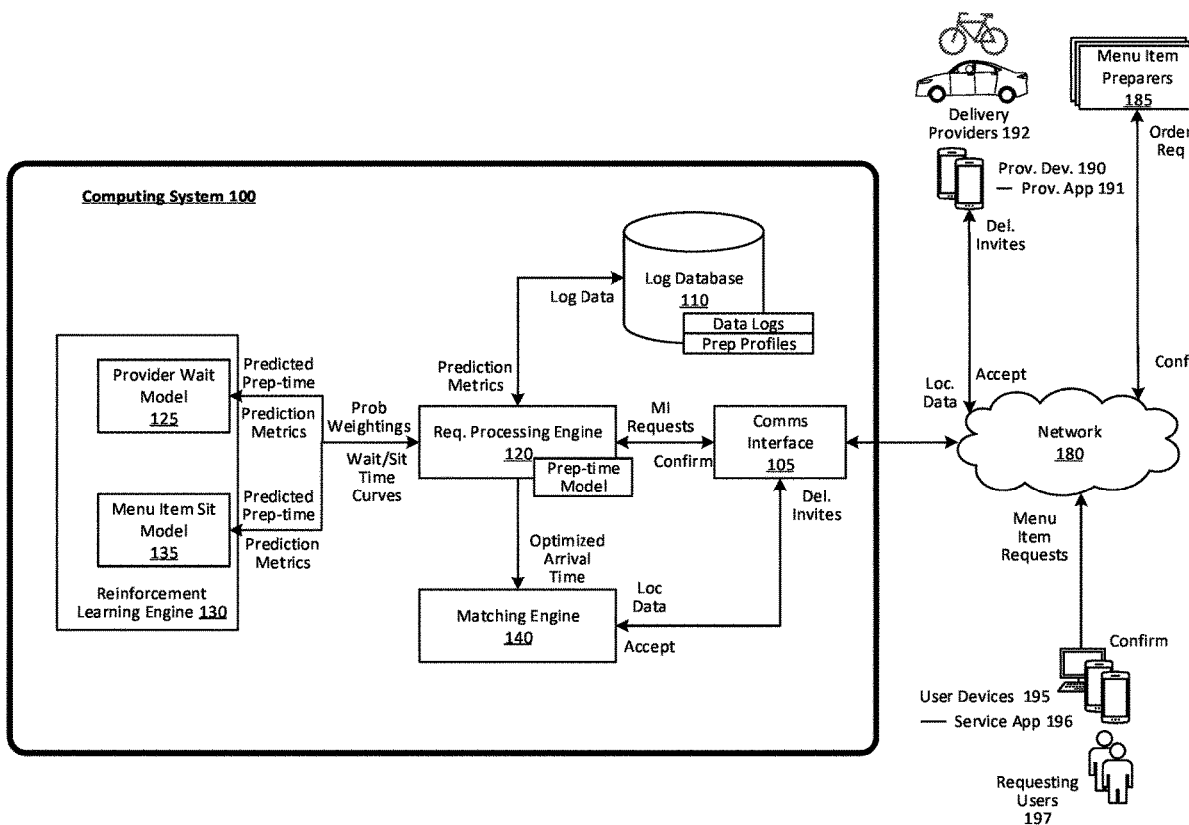 Menu Item
Preparers
185
Delivery
Providers 192
Order
Req
Prov. Dev. 190
— Prov. App 191
Del.
Invites
Computing System 100
Log Database
110
Log Data
Data Logs
Prep Profiles
Prediction
Metrics
Accept
Loc.
Data
Conf
Provider Wait
Model
125
Predicted
Prep-time
Prediction
Metrics
Prob
Weightings
Wait/Sit
Time
Curves
Req. Processing Engine
120
Prep-time
Model
MI
Requests
Confirm
Comms
Interface
105
Network
180
Del.
Invites
Menu
Item
Requests
Menu Item Sit
Model
135
Predicted
Prep-time
Prediction
Metrics
Reinforcement
Learning Engine 130
Optimized
Arrival
Time
Matching Engine
140
Loc
Data
Accept
Confirm
User Devices 195
— Service App 196
Requesting
Users
197